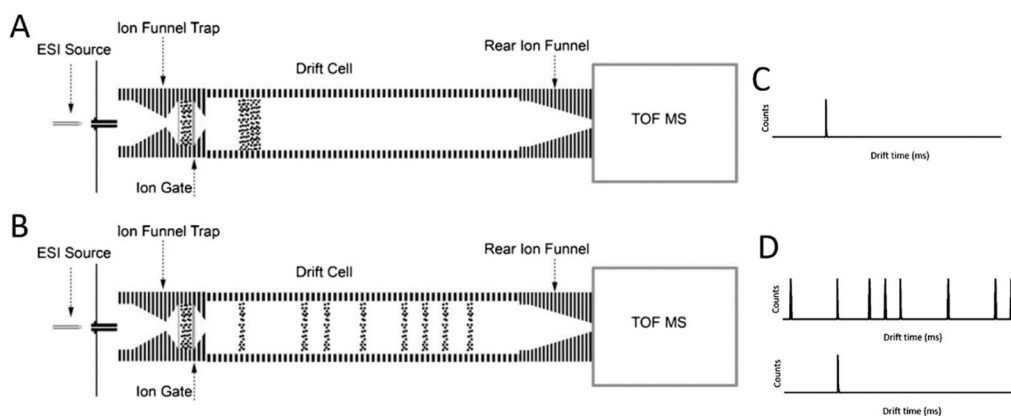 A
Ion Funnel Trap
ESI Source
Rear Ion Funnel
Drift Cell
TOF MS
Ion Gate
C
Counts
Drift time (ms)
B
Ion Funnel Trap
ESI Source
Rear Ion Funnel
Drift Cell
TOF MS
Ion Gate
D
Counts
Drift time (ms)
Counts
Drift time (ms)